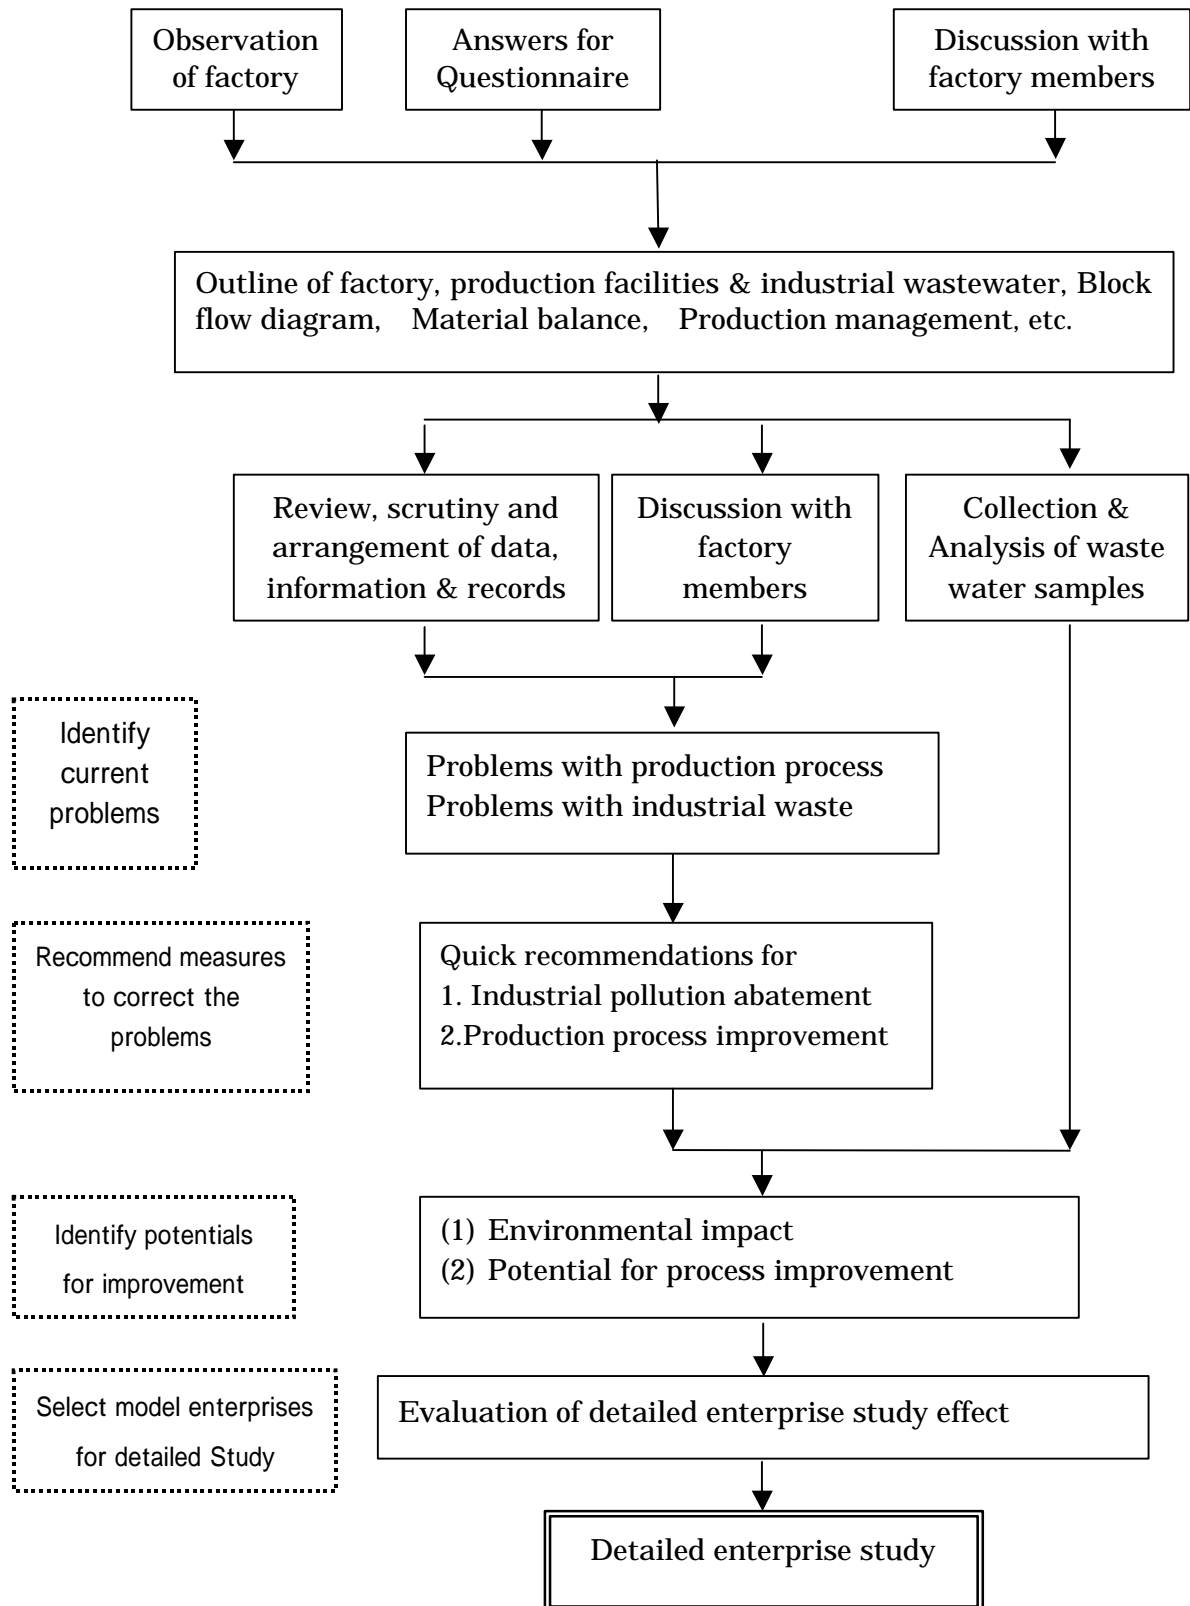 Observation
of factory
Answers for
Questionnaire
Discussion with
factory members
Outline of factory, production facilities & industrial wastewater, Block
flow diagram, Material balance, Production management, etc.
Review, scrutiny and
arrangement of data,
information & records
Discussion with
factory
members
Collection &
Analysis of waste
water samples
Identify
current
problems
Problems with production process
Problems with industrial waste
Recommend measures
to correct the
problems
Quick recommendations for
1. Industrial pollution abatement
2.Production process improvement
Identify potentials
for improvement
(1) Environmental impact
(2) Potential for process improvement
Select model enterprises
for detailed Study
Evaluation of detailed enterprise study effect
Detailed enterprise study